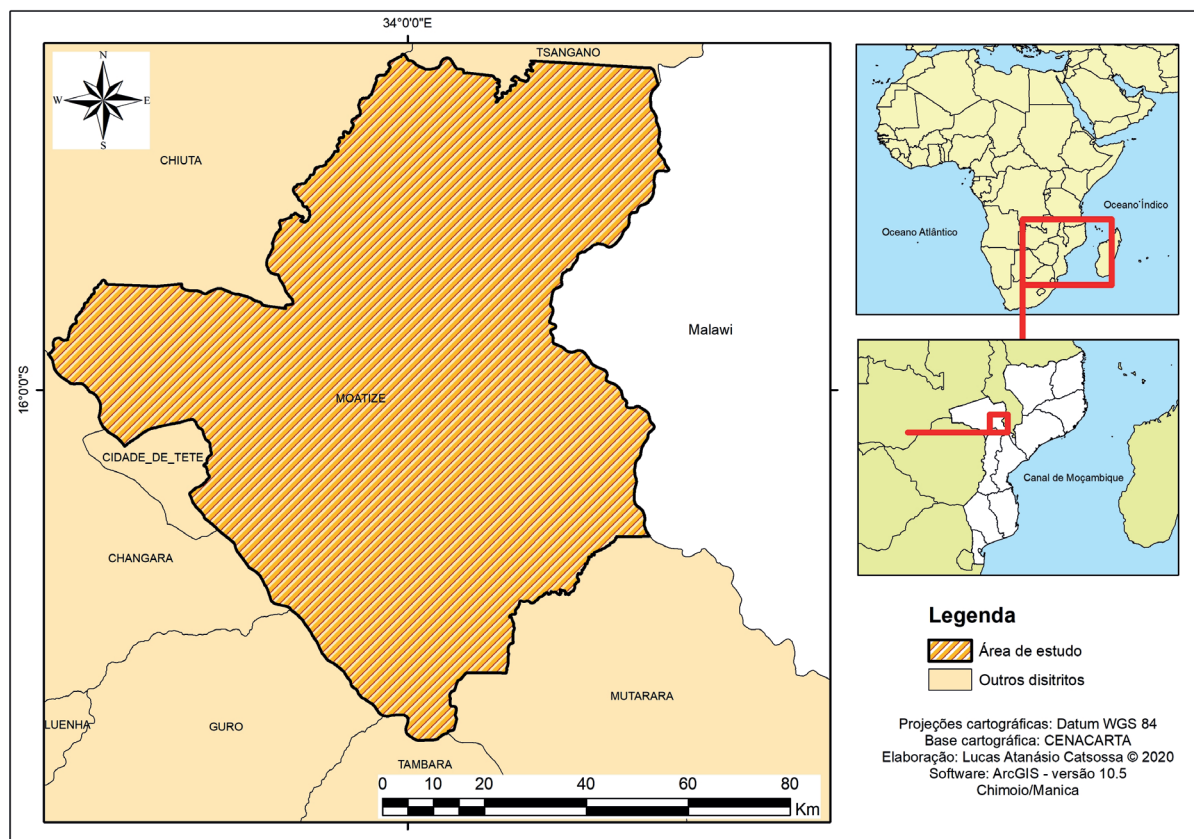 34°0'0"E
TSANGANO
N
W
E
S
CHIUTA
Malawi
16°0'0"S
MOATIZE
CIDADE_DE_TETE
CHANGARA
MUTARARA
LUENHA
GURO
TAMBARA
0 10 20 40 60 80
Km
Oceano Índico
Oceano Atlântico
Canal de Moçambique
Legenda
Área de estudo
Outros disitritos
Projeções cartográficas: Datum WGS 84
Base cartográfica: CENACARTA
Elaboração: Lucas Atanásio Catsossa © 2020
Software: ArcGIS - versão 10.5
Chimoio/Manica